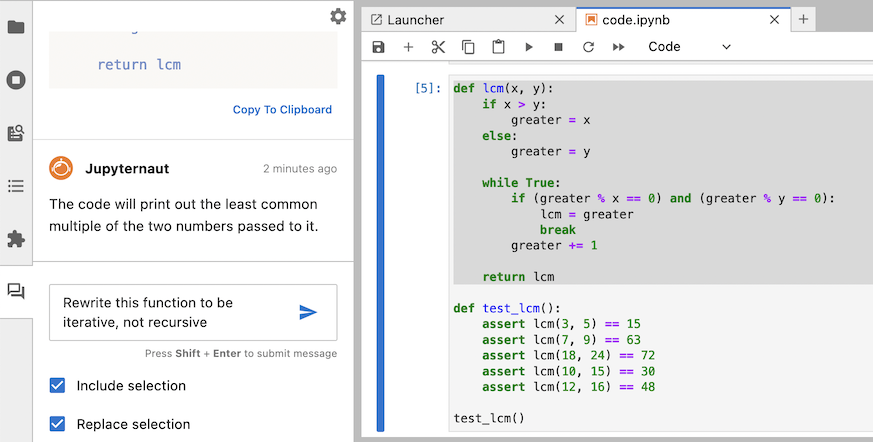 return lcm
Copy To Clipboard
Jupyternaut
2 minutes ago
The code will print out the least common
multiple of the two numbers passed to it.
Rewrite this function to be
iterative, not recursive
Press Shift + Enter to submit message
Include selection
Replace selection
Launcher
code.ipynb
Code
[5]:
def lcm(x, y):
    if x > y:
        greater = x
    else:
        greater = y

    while True:
        if (greater % x == 0) and (greater % y == 0):
            lcm = greater
            break
        greater += 1

    return lcm

def test_lcm():
    assert lcm(3, 5) == 15
    assert lcm(7, 9) == 63
    assert lcm(18, 24) == 72
    assert lcm(10, 15) == 30
    assert lcm(12, 16) == 48

test_lcm()